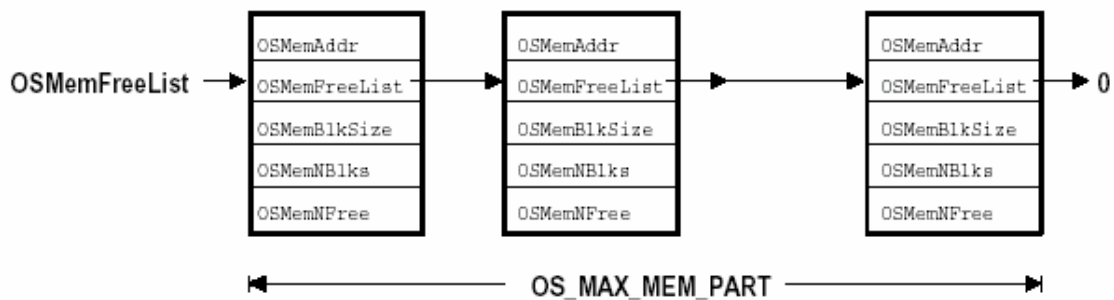 OSMemAddr OSMemAddr OSMemAddr
OSMemFreeList OSMemFreeList OSMemFreeList OSMemFreeList 0
OSMemBlkSize OSMemBlkSize OSMemBlkSize
OSMemNBlks OSMemNBlks OSMemNBlks
OSMemNFree OSMemNFree OSMemNFree
OS_MAX_MEM_PART